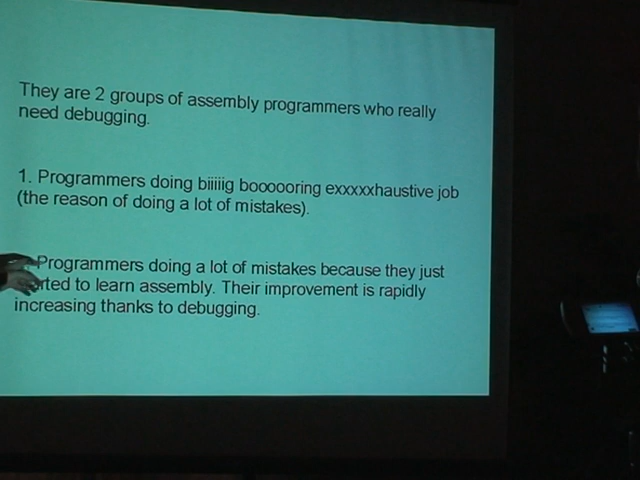 They are 2 groups of assembly programmers who really
need debugging.
1. Programmers doing biiiiig boooooring exxxxxhaustive job
(the reason of doing a lot of mistakes).
Programmers doing a lot of mistakes because they just
to learn assembly. Their improvement is rapidly
increasing thanks to debugging.